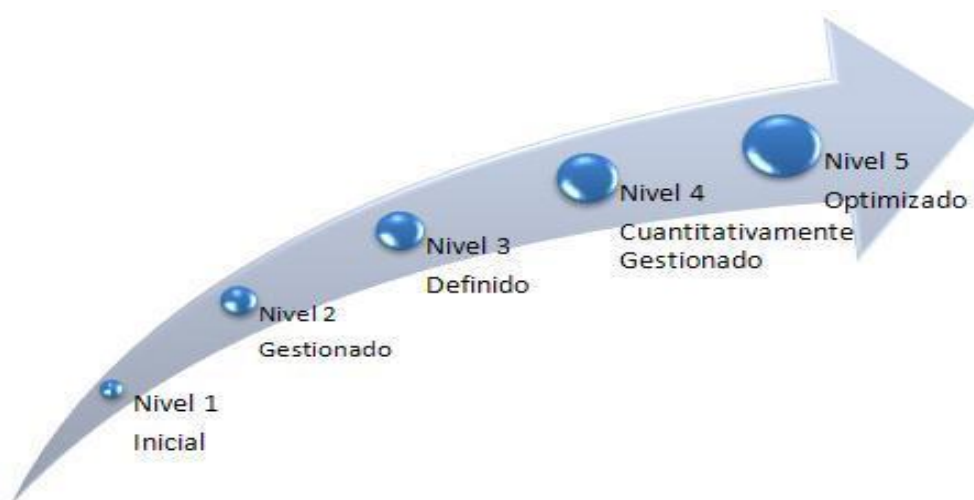 Nivel 1
Inicial
Nivel 2
Gestionado
Nivel 3
Definido
Nivel 4
Cuantitativamente
Gestionado
Nivel 5
Optimizado